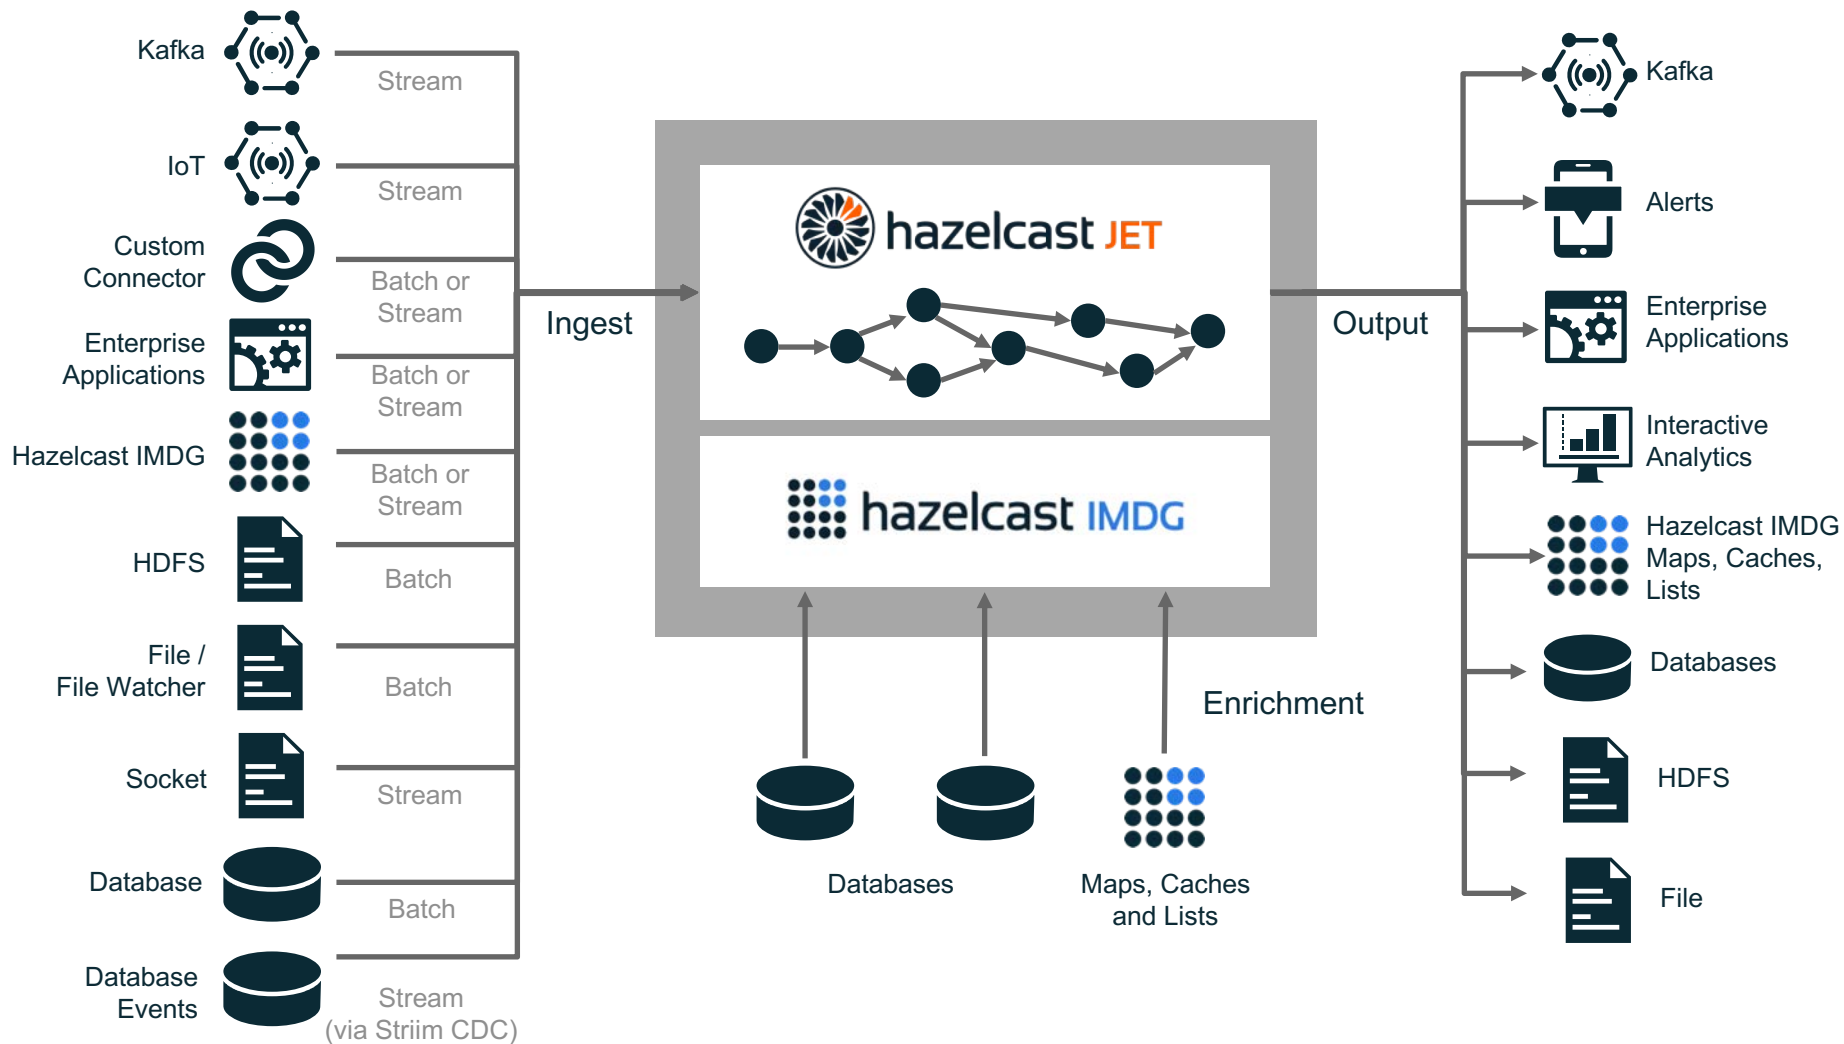 Kafka
Stream
IoT
Stream
Custom
Connector
Batch or
Stream
Enterprise
Applications
Batch or
Stream
Hazelcast IMDG
Batch or
Stream
HDFS
Batch
File /
File Watcher
Batch
Socket
Stream
Database
Batch
Database
Events
Stream
(via Striim CDC)
Ingest
hazelcast JET
hazelcast IMDG
Enrichment
Databases
Maps, Caches
and Lists
Output
Kafka
Alerts
Enterprise
Applications
Interactive
Analytics
Hazelcast IMDG
Maps, Caches,
Lists
Databases
HDFS
File